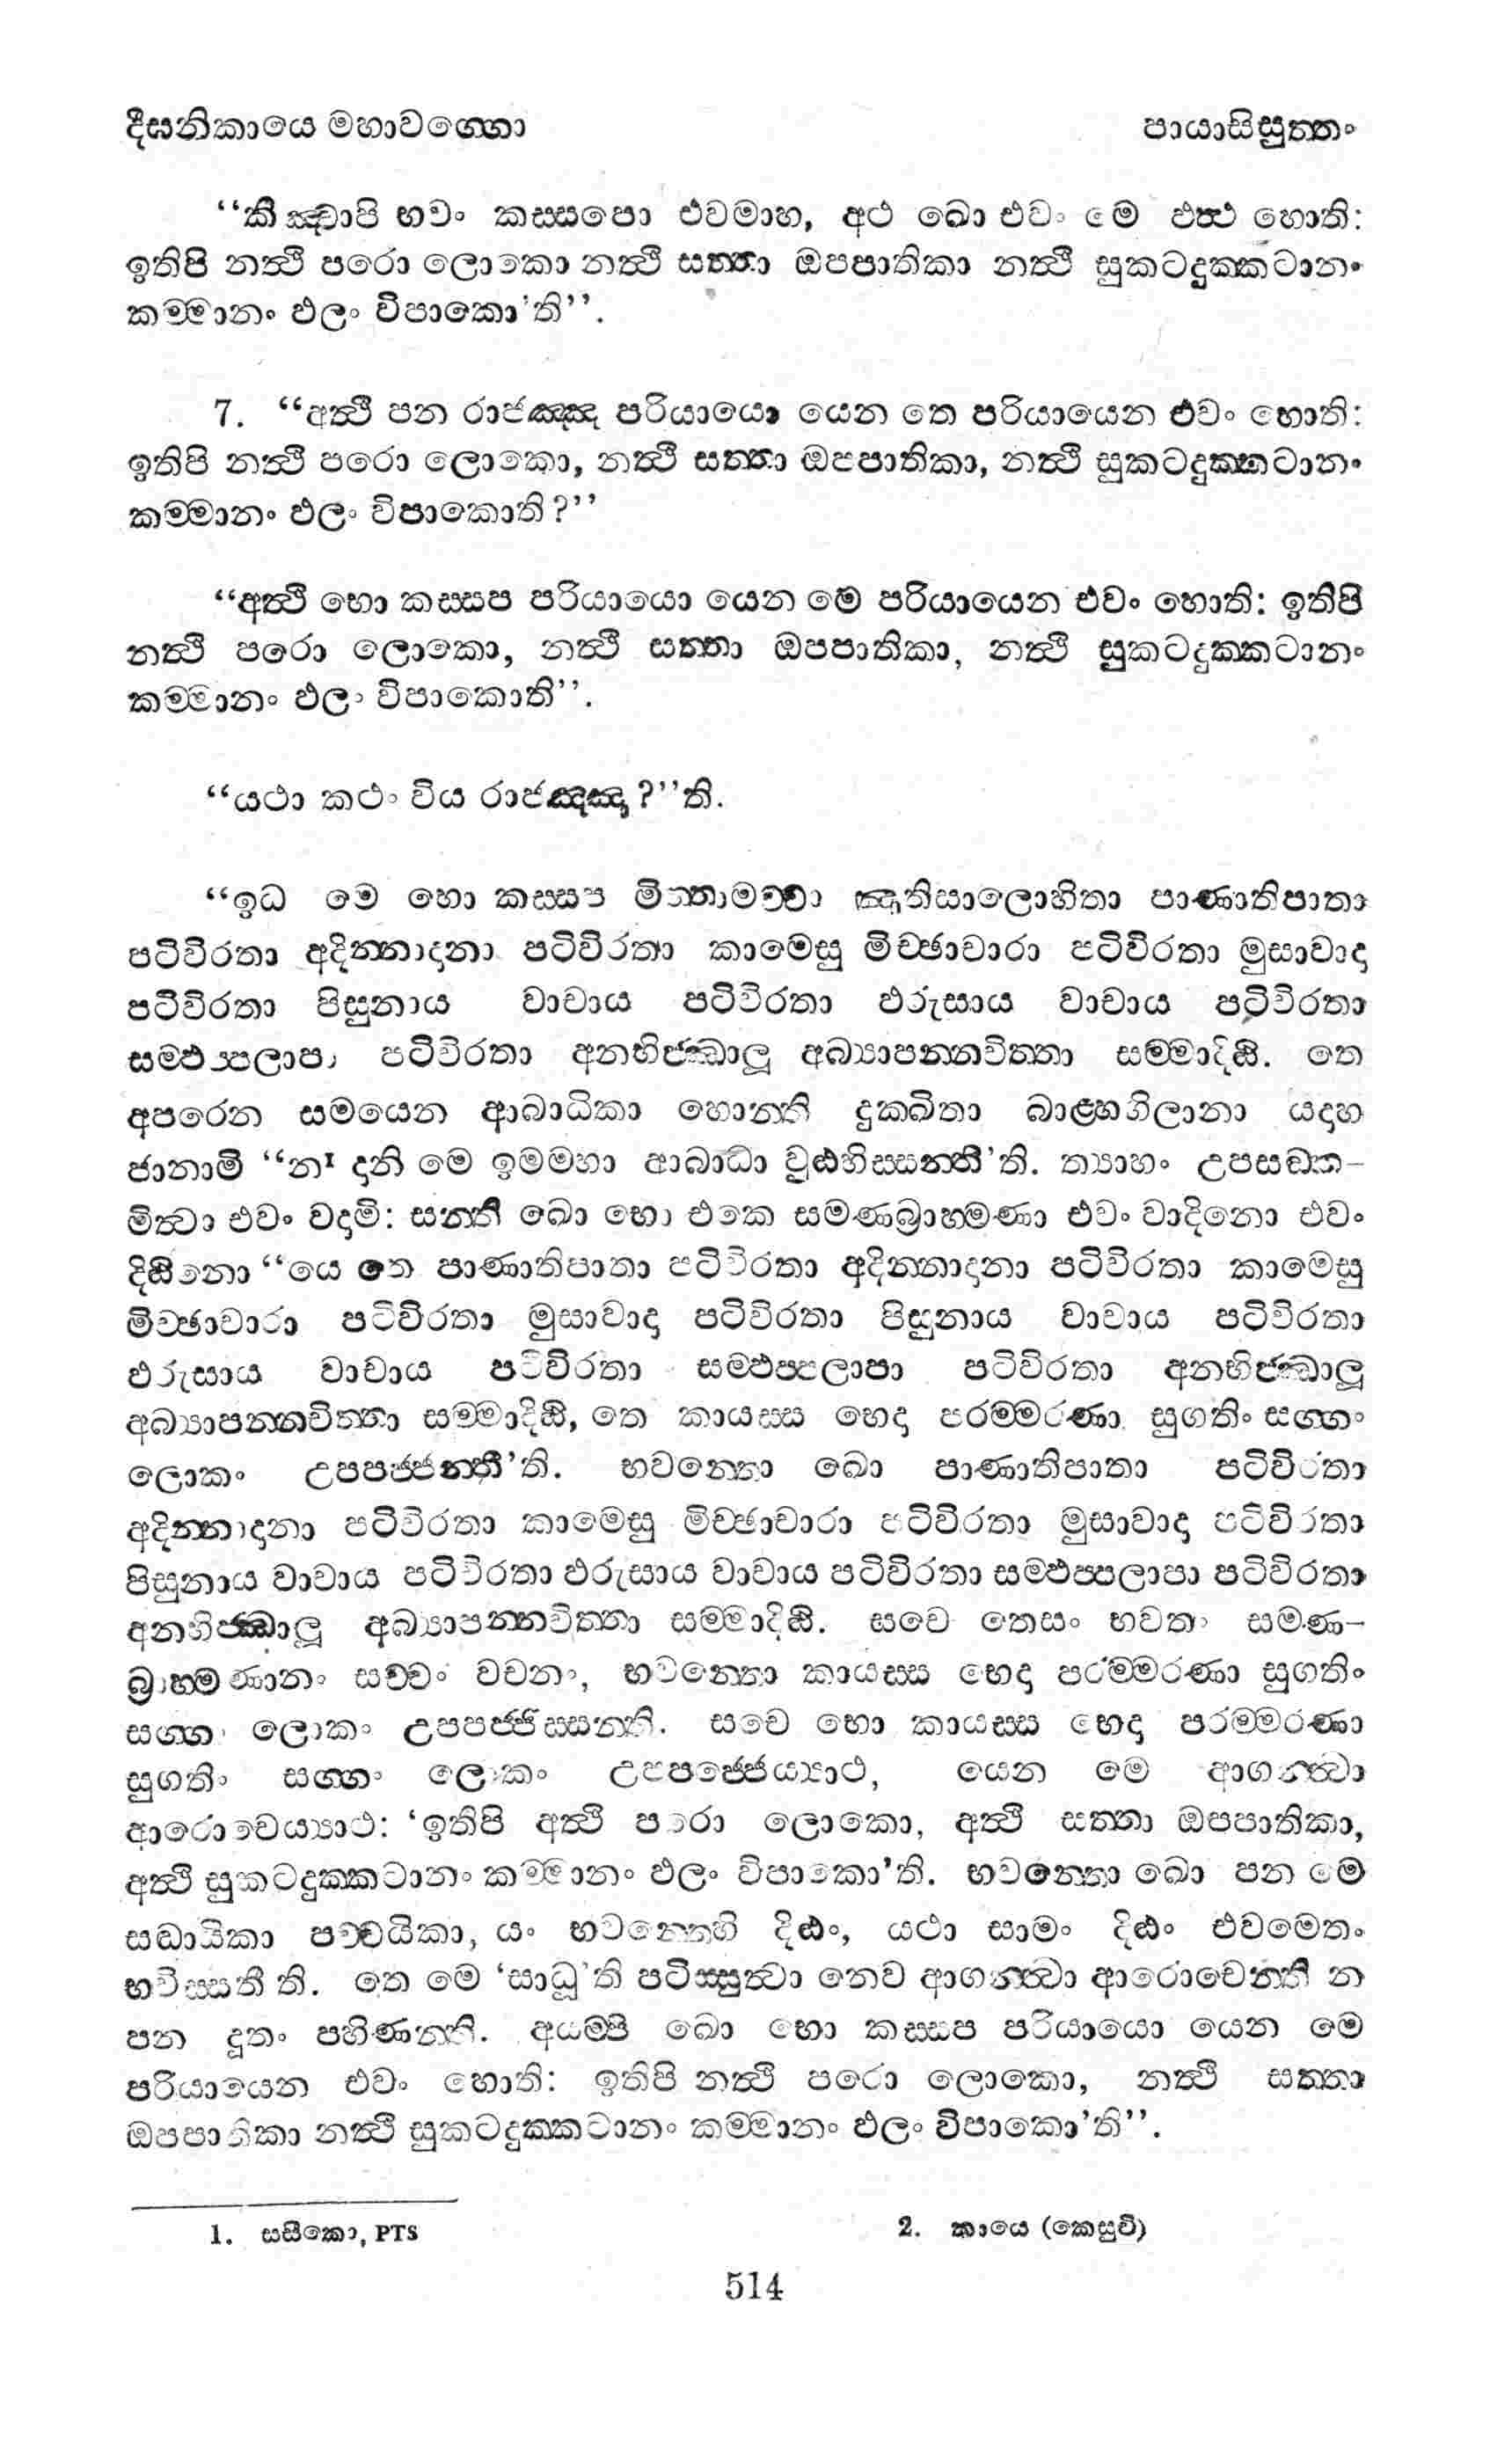 දීඝනිකායෙ මහාවග්ගො පායාසිසුත්තං
“කිඤ්චාපි භවං කස්සපො එවමාහ, අථ ඛො එවං මෙ එත්ථ හොති:
ඉතිපි නත්ථි පරො ලොකො නත්ථි සත්තා ඔපපාතිකා නත්ථි සුකටදුක්කටානං
කම්මානං ඵලං විපාකො’ති”.
7. “අත්ථි පන රාජඤ්ඤ පරියායො යෙන තෙ පරියායෙන එවං හොති:
ඉතිපි නත්ථි පරො ලොකො, නත්ථි සත්තා ඔපපාතිකා, නත්ථි සුකටදුක්කටානං
කම්මානං ඵලං විපාකොති?”
“අත්ථි භො කස්සප පරියායො යෙන මෙ පරියායෙන එවං හොති: ඉතිපි
නත්ථි පරො ලොකො, නත්ථි සත්තා ඔපපාතිකා, නත්ථි සුකටදුක්කටානං
කම්මානං ඵලං විපාකොති”.
“යථා කථං විය රාජඤ්ඤා?”ති.
“ඉධ මෙ භො කස්සප මිත්තාමච්චා ඤාතිසාලොහිතා පාණාතිපාතා
පටිවිරතා අදින්නාදානා පටිවිරතා කාමෙසු මිච්ඡාචාරා පටිවිරතා මුසාවාදා
පටිවිරතා පිසුනාය වාචාය පටිවිරතා ඵරුසාය වාචාය පටිවිරතා
සම්ඵප්පලාපා පටිවිරතා අනභිජ්ඣාලූ අබ්‍යාපන්නචිත්තා සම්මාදිට්ඨි. තෙ
අපරෙන සමයෙන ආබාධිකා හොන්ති දුක්ඛිතා බාළ්හගිලානා යදාහ
ජානාමි “න¹ දානි මෙ ඉමම්හා ආබාධා වුට්ඨහිස්සන්තී’ති. ත්‍යාහං උපසඞ්ක-
මිත්වා එවං වදාමි: සන්ති ඛො භො එකෙ සමණබ්‍රාහ්මණා එවං වාදිනො එවං
දිට්ඨිනො “යෙ තෙ පාණාතිපාතා පටිවිරතා අදින්නාදානා පටිවිරතා කාමෙසු
මිච්ඡාචාරා පටිවිරතා මුසාවාදා පටිවිරතා පිසුනාය වාචාය පටිවිරතා
ඵරුසාය වාචාය පටිවිරතා සම්ඵප්පලාපා පටිවිරතා අනභිජ්ඣාලූ
අබ්‍යාපන්නචිත්තා සම්මාදිට්ඨි, තෙ කායස්ස භෙදා පරම්මරණා සුගතිං සග්ගං
ලොකං උපපජ්ජන්තී’ති. භවන්තො ඛො පාණාතිපාතා පටිවිරතා
අදින්නාදානා පටිවිරතා කාමෙසු මිච්ඡාචාරා පටිවිරතා මුසාවාදා පටිවිරතා
පිසුනාය වාචාය පටිවිරතා ඵරුසාය වාචාය පටිවිරතා සම්ඵප්පලාපා පටිවිරතා
අනභිජ්ඣාලූ අබ්‍යාපන්නචිත්තා සම්මාදිට්ඨි. සචෙ තෙසං භවතං සමණ-
බ්‍රාහ්මණානං සච්චං වචනං, භවන්තො කායස්ස භෙදා පරම්මරණා සුගතිං
සග්ගං ලොකං උපපජ්ජිස්සන්ති. සචෙ භො කායස්ස භෙදා පරම්මරණා
සුගතිං සග්ගං ලොකං උපපජ්ජෙය්‍යාථ, යෙන මෙ ආගන්ත්වා
ආරොචෙය්‍යාථ: ‘ඉතිපි අත්ථි පරො ලොකො, අත්ථි සත්තා ඔපපාතිකා,
අත්ථි සුකටදුක්කටානං කම්මානං ඵලං විපාකො’ති. භවන්තො ඛො පන මෙ
සද්ධායිකා පච්චයිකා, යං භවන්තෙහි දිට්ඨං, යථා සාමං දිට්ඨං එවමෙතං
භවිස්සතී ති. තෙ මෙ ‘සාධූ’ති පටිස්සුත්වා නෙව ආගන්ත්වා ආරොචෙන්ති න
පන දූතං පහිණන්ති. අයම්පි ඛො භො කස්සප පරියායො යෙන මෙ
පරියායෙන එවං හොති: ඉතිපි නත්ථි පරො ලොකො, නත්ථි සත්තා
ඔපපාතිකා නත්ථි සුකටදුක්කටානං කම්මානං ඵලං විපාකො’ති”.
1. සසීකො, PTS 2. කායෙ (කෙසුචි)
514